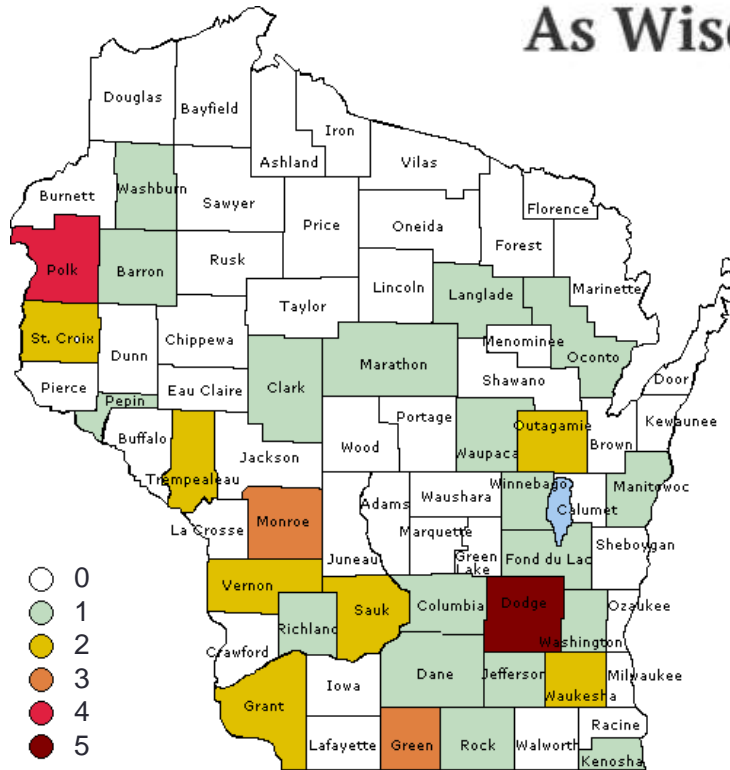 As Wis
Douglas
Bayfield
Iron
Ashland
Vilas
Burnett
Washburn
Sawyer
Price
Oneida
Florence
Forest
Polk
Barron
Rusk
Lincoln
Langlade
Marinette
Taylor
St. Croix
Dunn
Chippewa
Menominee
Oconto
Marathon
Clark
Shawano
Pierce
Eau Claire
Door
Pepin
Buffalo
Portage
Outagamie
Kewaunee
Wood
Waupaca
Brown
Jackson
Trempealeau
Adams
Waushara
Winnebago
Manitowoc
Calumet
La Crosse
Monroe
Marquette
Green
Lake
Juneau
Fond du Lac
Sheboygan
Vernon
Sauk
Columbia
Dodge
Ozaukee
Richland
Washington
Crawford
Dane
Jefferson
Milwaukee
Waukesha
Iowa
Grant
Racine
Lafayette
Green
Rock
Walworth
Kenosha
0
1
2
3
4
5